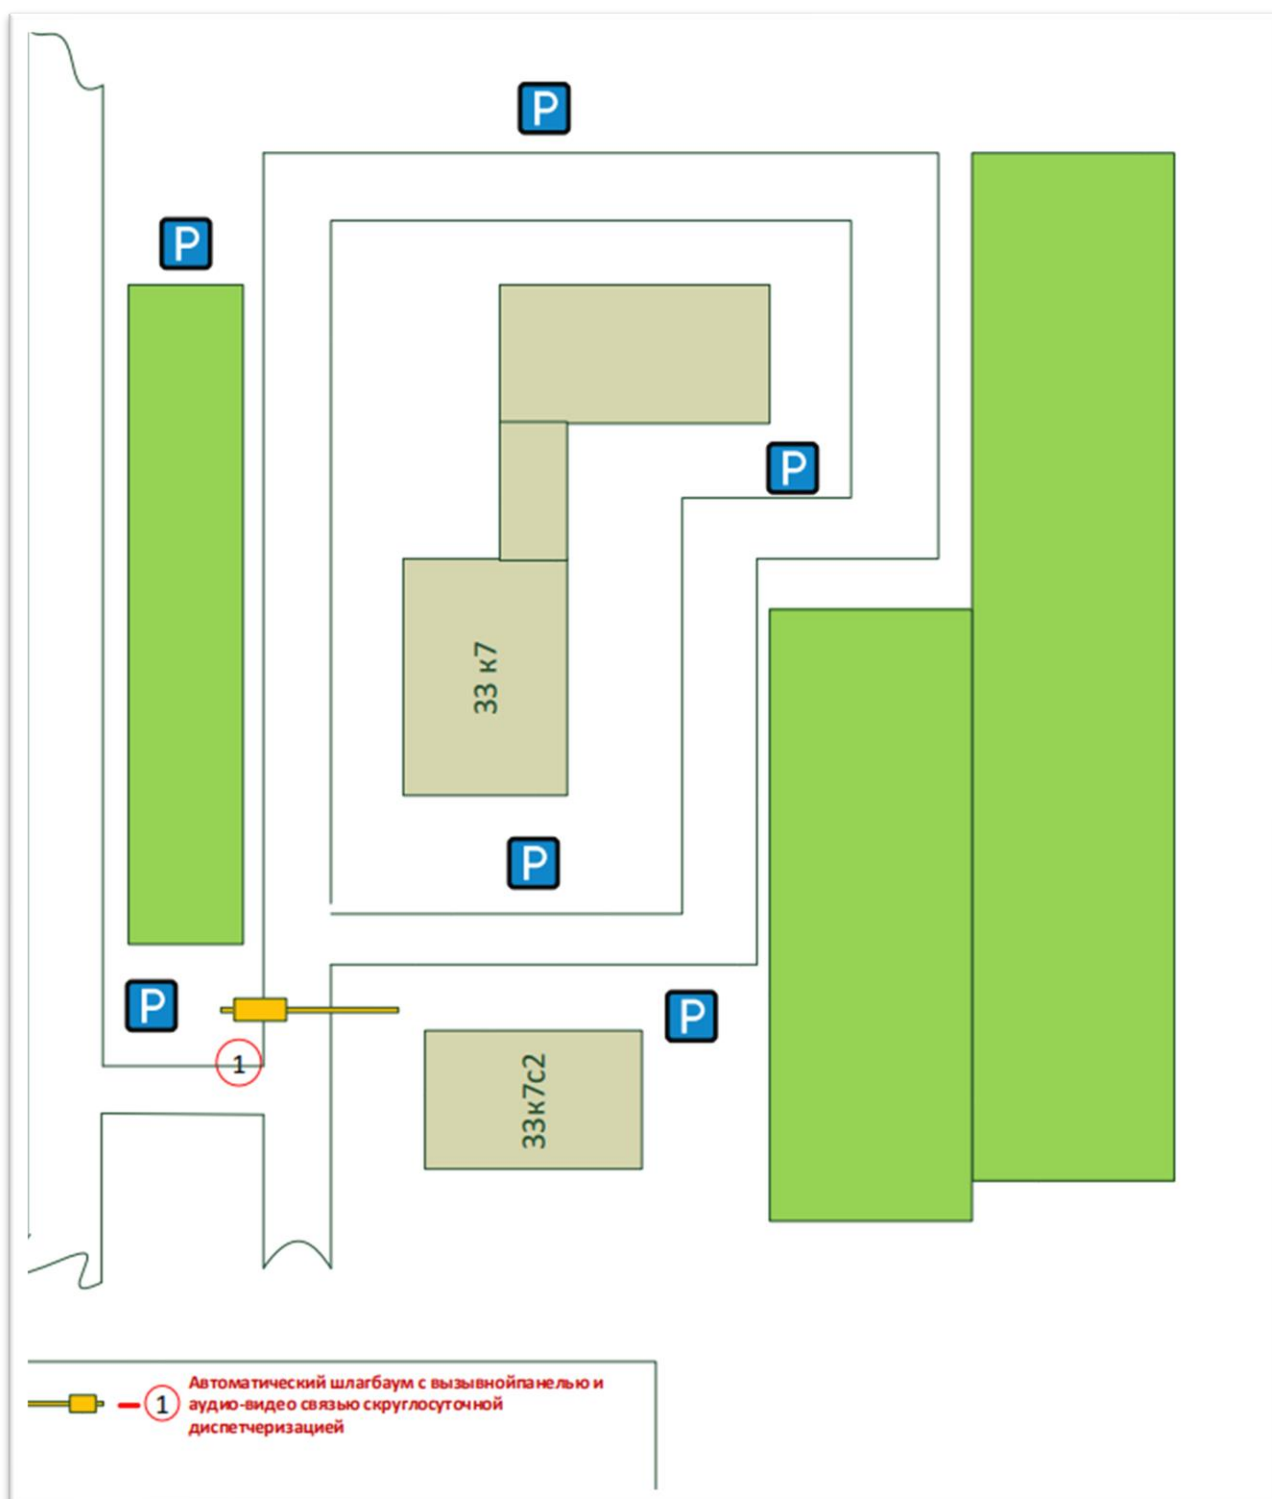 P
P
P
33 к7
P
P
P
1
33к7с2
1
Автоматический шлагбаум с вызывнойпанелью и
аудио-видео связью скруглосуточной
диспетчеризацией